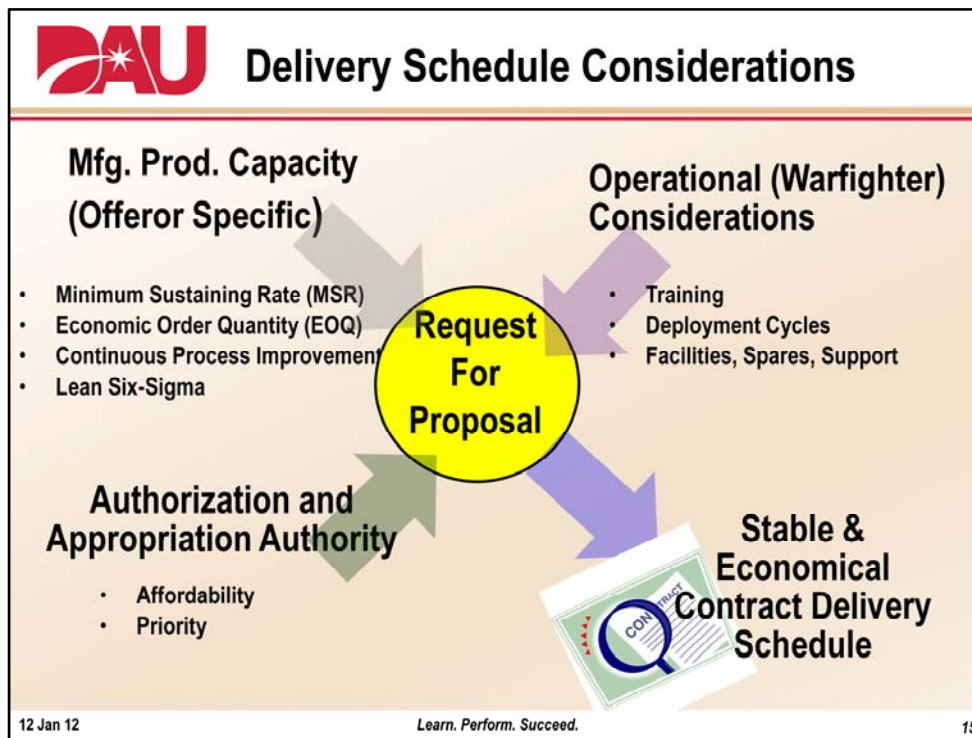 DAU
Delivery Schedule Considerations
Mfg. Prod. Capacity
(Offeror Specific)
• Minimum Sustaining Rate (MSR)
• Economic Order Quantity (EOQ)
• Continuous Process Improvement
• Lean Six-Sigma
Operational (Warfighter)
Considerations
• Training
• Deployment Cycles
• Facilities, Spares, Support
Request
For
Proposal
Authorization and
Appropriation Authority
• Affordability
• Priority
CONTRACT
Stable &
Economical
Contract Delivery
Schedule
12 Jan 12
Learn. Perform. Succeed.
15